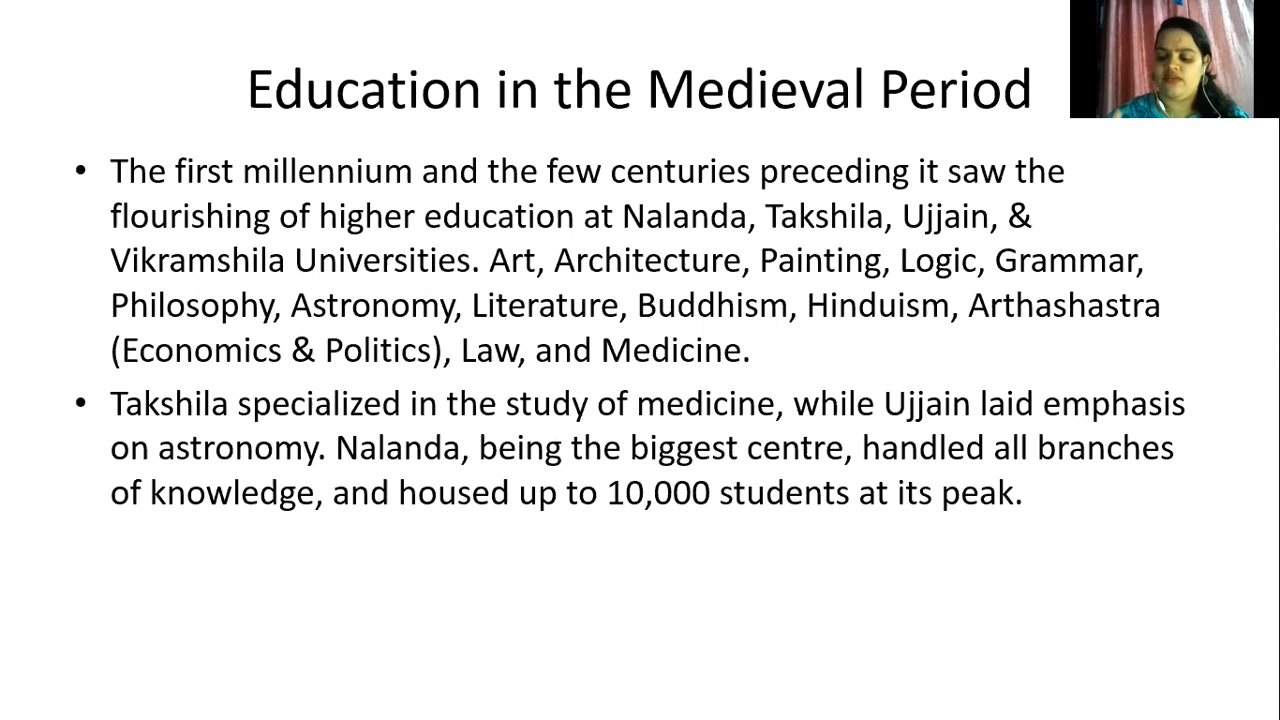 Education in the Medieval Period
• The first millennium and the few centuries preceding it saw the
flourishing of higher education at Nalanda, Takshila, Ujjain, &
Vikramshila Universities. Art, Architecture, Painting, Logic, Grammar,
Philosophy, Astronomy, Literature, Buddhism, Hinduism, Arthashastra
(Economics & Politics), Law, and Medicine.
• Takshila specialized in the study of medicine, while Ujjain laid emphasis
on astronomy. Nalanda, being the biggest centre, handled all branches
of knowledge, and housed up to 10,000 students at its peak.